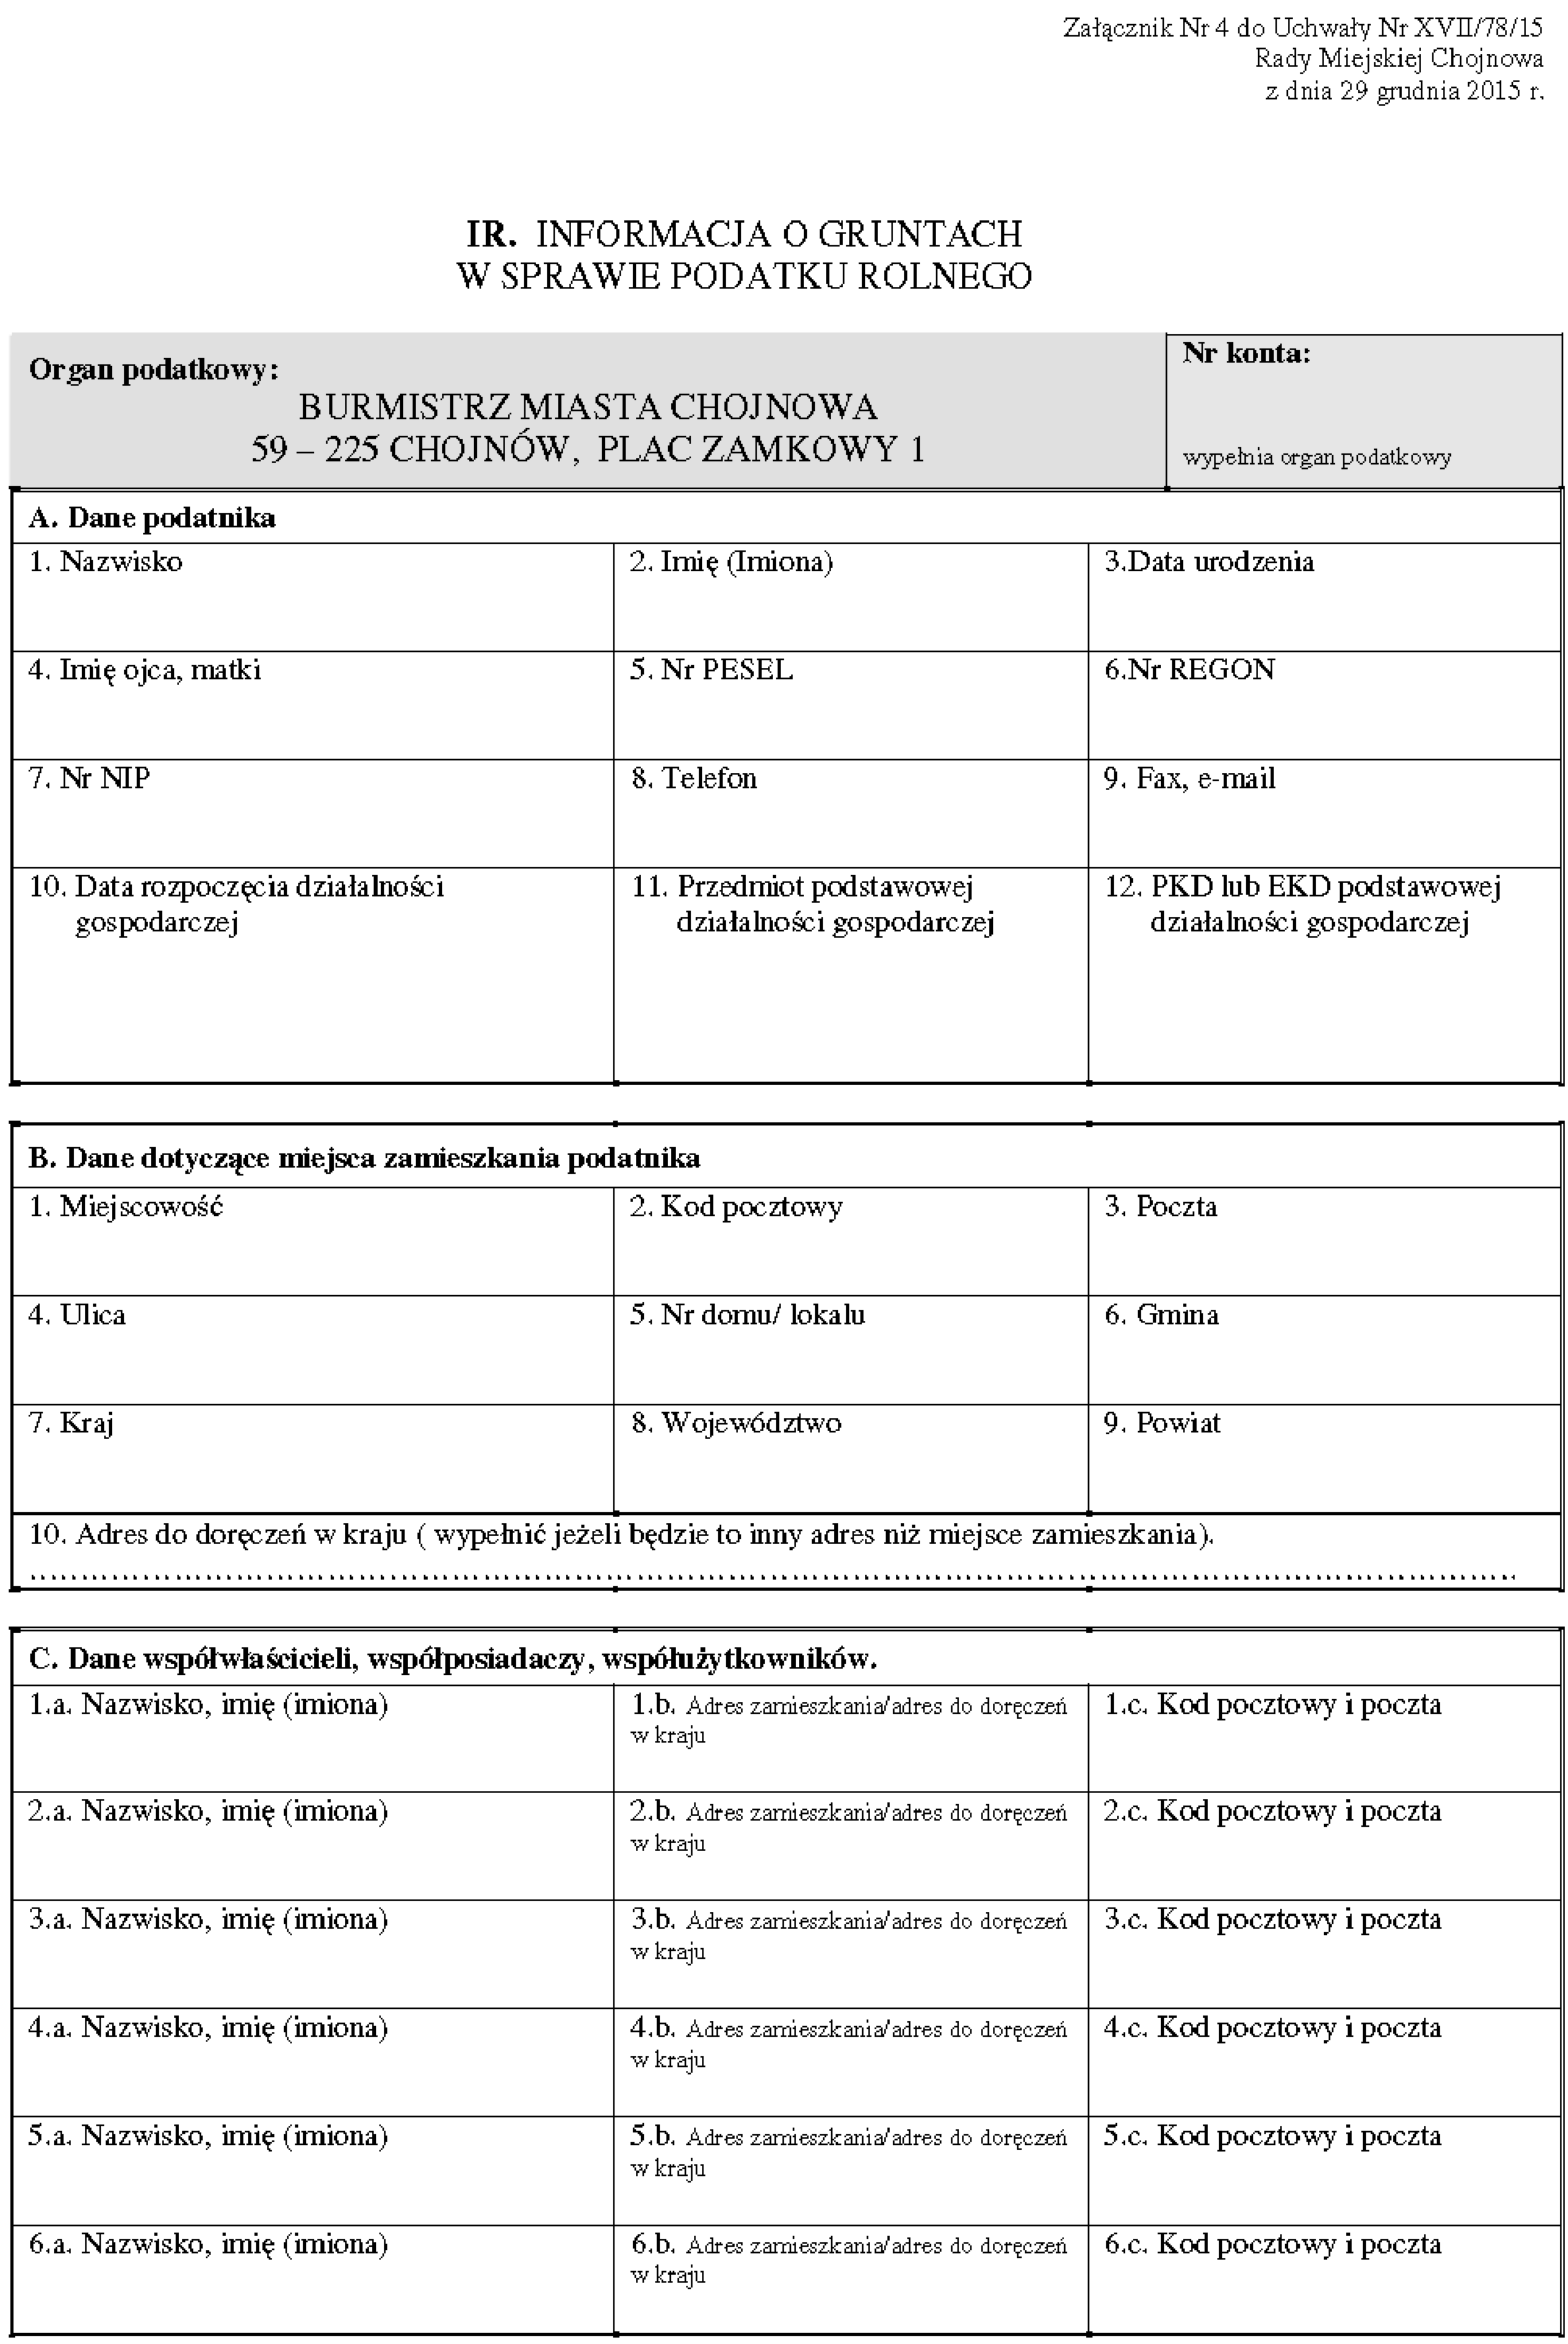 Załącznik Nr 4 do Uchwały Nr XVII/78/15
Rady Miejskiej Chojnowa
z dnia 29 grudnia 2015 r.
IR. INFORMACJA O GRUNTACH
W SPRAWIE PODATKU ROLNEGO
Organ podatkowy:
BURMISTRZ MIASTA CHOJNOWA
59 – 225 CHOJNÓW, PLAC ZAMKOWY 1
Nr konta:
wypełnia organ podatkowy
A. Dane podatnika
1. Nazwisko
2. Imię (Imiona)
3.Data urodzenia
4. Imię ojca, matki
5. Nr PESEL
6.Nr REGON
7. Nr NIP
8. Telefon
9. Fax, e-mail
10. Data rozpoczęcia działalności
gospodarczej
11. Przedmiot podstawowej
działalności gospodarczej
12. PKD lub EKD podstawowej
działalności gospodarczej
B. Dane dotyczące miejsca zamieszkania podatnika
1. Miejscowość
2. Kod pocztowy
3. Poczta
4. Ulica
5. Nr domu/ lokalu
6. Gmina
7. Kraj
8. Województwo
9. Powiat
10. Adres do doręczeń w kraju ( wypełnić jeżeli będzie to inny adres niż miejsce zamieszkania).
....................................................................................................................
C. Dane współwłaścicieli, współposiadaczy, współużytkowników.
1.a. Nazwisko, imię (imiona)
1.b. Adres zamieszkania/adres do doręczeń
w kraju
1.c. Kod pocztowy i poczta
2.a. Nazwisko, imię (imiona)
2.b. Adres zamieszkania/adres do doręczeń
w kraju
2.c. Kod pocztowy i poczta
3.a. Nazwisko, imię (imiona)
3.b. Adres zamieszkania/adres do doręczeń
w kraju
3.c. Kod pocztowy i poczta
4.a. Nazwisko, imię (imiona)
4.b. Adres zamieszkania/adres do doręczeń
w kraju
4.c. Kod pocztowy i poczta
5.a. Nazwisko, imię (imiona)
5.b. Adres zamieszkania/adres do doręczeń
w kraju
5.c. Kod pocztowy i poczta
6.a. Nazwisko, imię (imiona)
6.b. Adres zamieszkania/adres do doręczeń
w kraju
6.c. Kod pocztowy i poczta